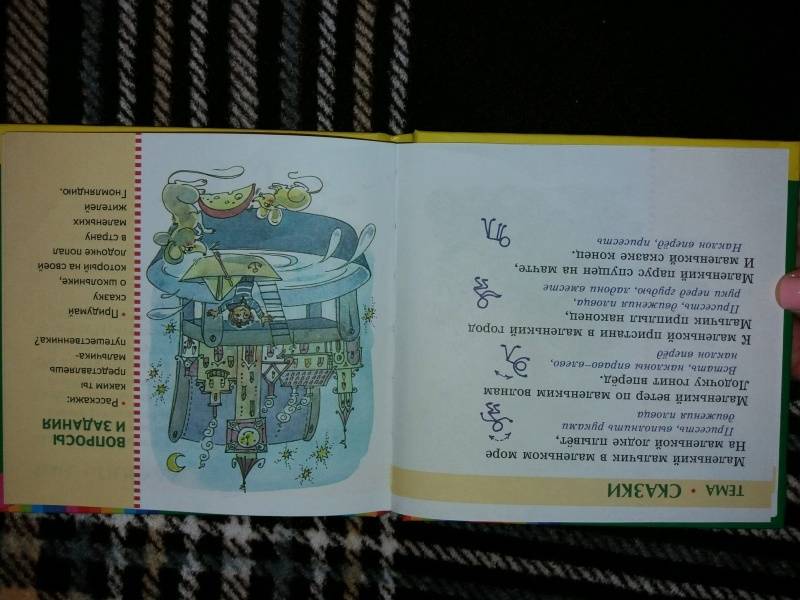 ТЕМА • СКАЗКИ
Маленький мальчик в маленьком море
На маленькой лодке плывёт,
Присесть, выполнить руками
движения пловца
Маленький ветер по маленьким волнам
Лодочку гонит вперёд.
Встать, наклоны вправо-влево,
наклон вперёд
К маленькой пристани в маленький город
Мальчик приплыл, наконец,
Присесть, движения пловца,
руки перед грудью, ладони вместе
Маленький парус на мачте спущен,
И маленькой сказке конец.
Наклон вперёд, присесть
ВОПРОСЫ
И ЗАДАНИЯ
• Расскажи:
каким ты
представляешь
мальчика-
путешественника?
• Придумай
сказку
о школьнике,
который на своей
лодочке попал
в страну
маленьких
жителей
Гномляндию.